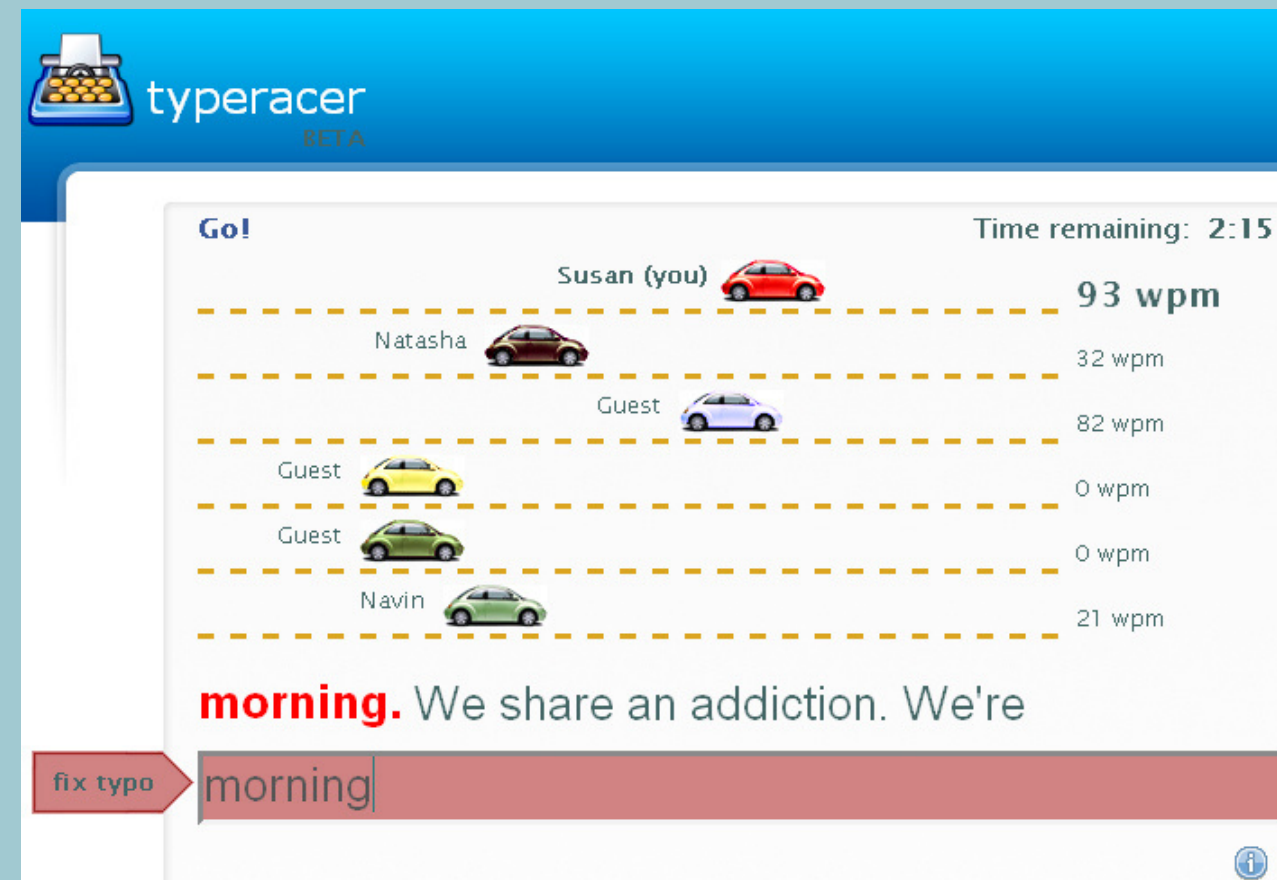 typeracer
BETA
Go! Time remaining: 2:15
Susan (you) 93 wpm
Natasha 32 wpm
Guest 82 wpm
Guest 0 wpm
Guest 0 wpm
Navin 21 wpm
morning. We share an addiction. We're
fix typo morning
i